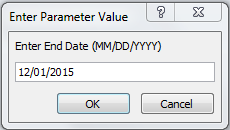 Enter Parameter Value
Enter End Date (MM/DD/YYYY)
12/01/2015
OK
Cancel